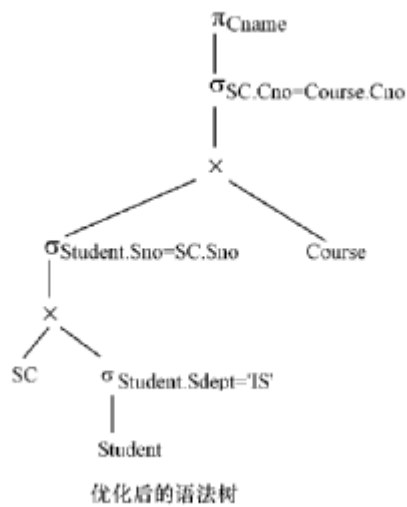 πCname
σSC.Cno=Course.Cno
×
σStudent.Sno=SC.Sno Course
×
SC σStudent.Sdept='IS'
Student
优化后的语法树